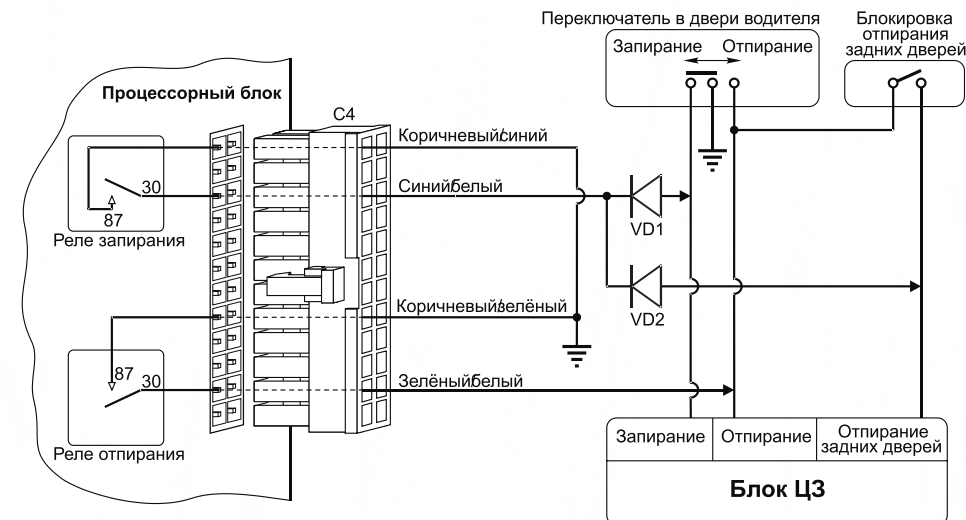 Переключатель в двери водителя
Запирание Отпирание
Блокировка
отпирания
задних дверей
Процессорный блок
C4
Коричневый/синий
30
87
Реле запирания
Синий/белый
VD1
VD2
Коричневый/зелёный
87
30
Реле отпирания
Зелёный/белый
Запирание
Отпирание
Отпирание
задних дверей
Блок ЦЗ